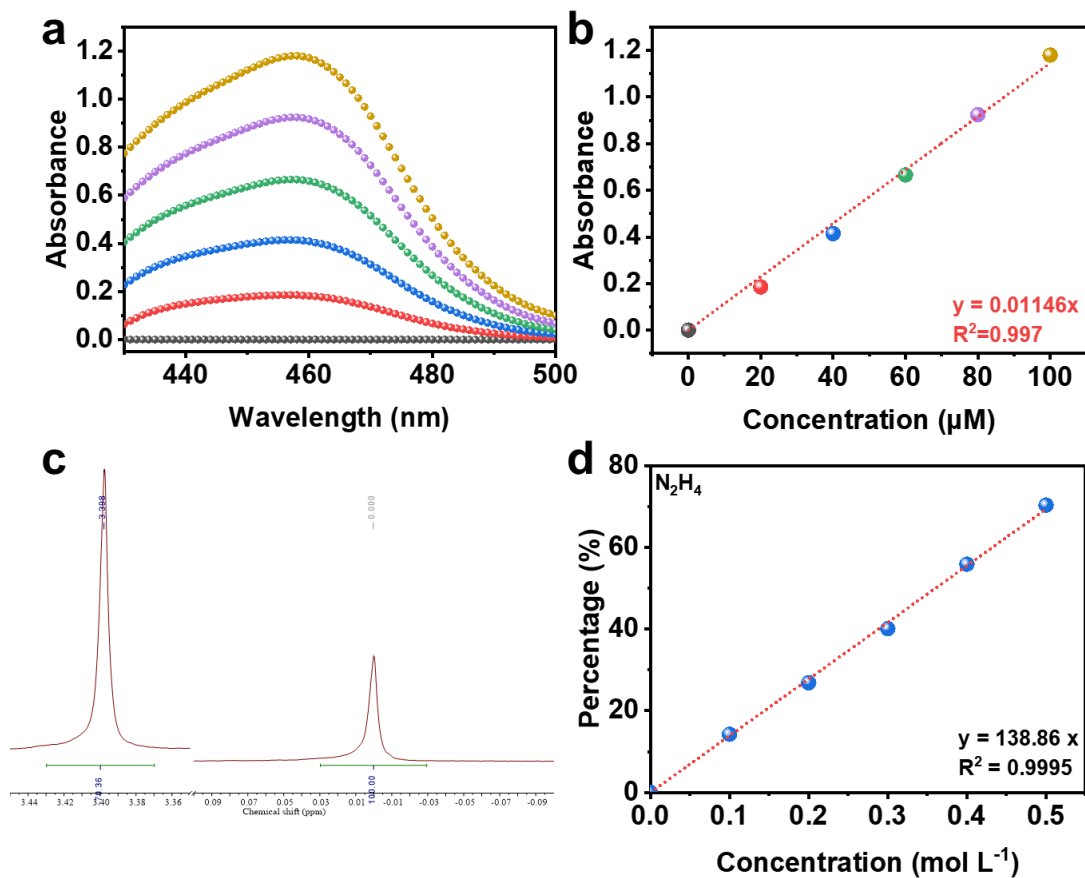 a
1.2
1.0
0.8
0.6
0.4
0.2
0.0
Absorbance
440 460 480 500
Wavelength (nm)
b
1.2
1.0
0.8
0.6
0.4
0.2
0.0
Absorbance
y = 0.01146x
R²=0.997
0 20 40 60 80 100
Concentration (µM)
c
3.398
0.000
100.00
3.44 3.42 3.40 3.38 3.36 0.09 0.07 0.05 0.03 0.01 -0.01 -0.03 -0.05 -0.07 -0.09
Chemical shift (ppm)
d
N₂H₄
80
60
40
20
0
Percentage (%)
y = 138.86 x
R² = 0.9995
0.0 0.1 0.2 0.3 0.4 0.5
Concentration (mol L⁻¹)